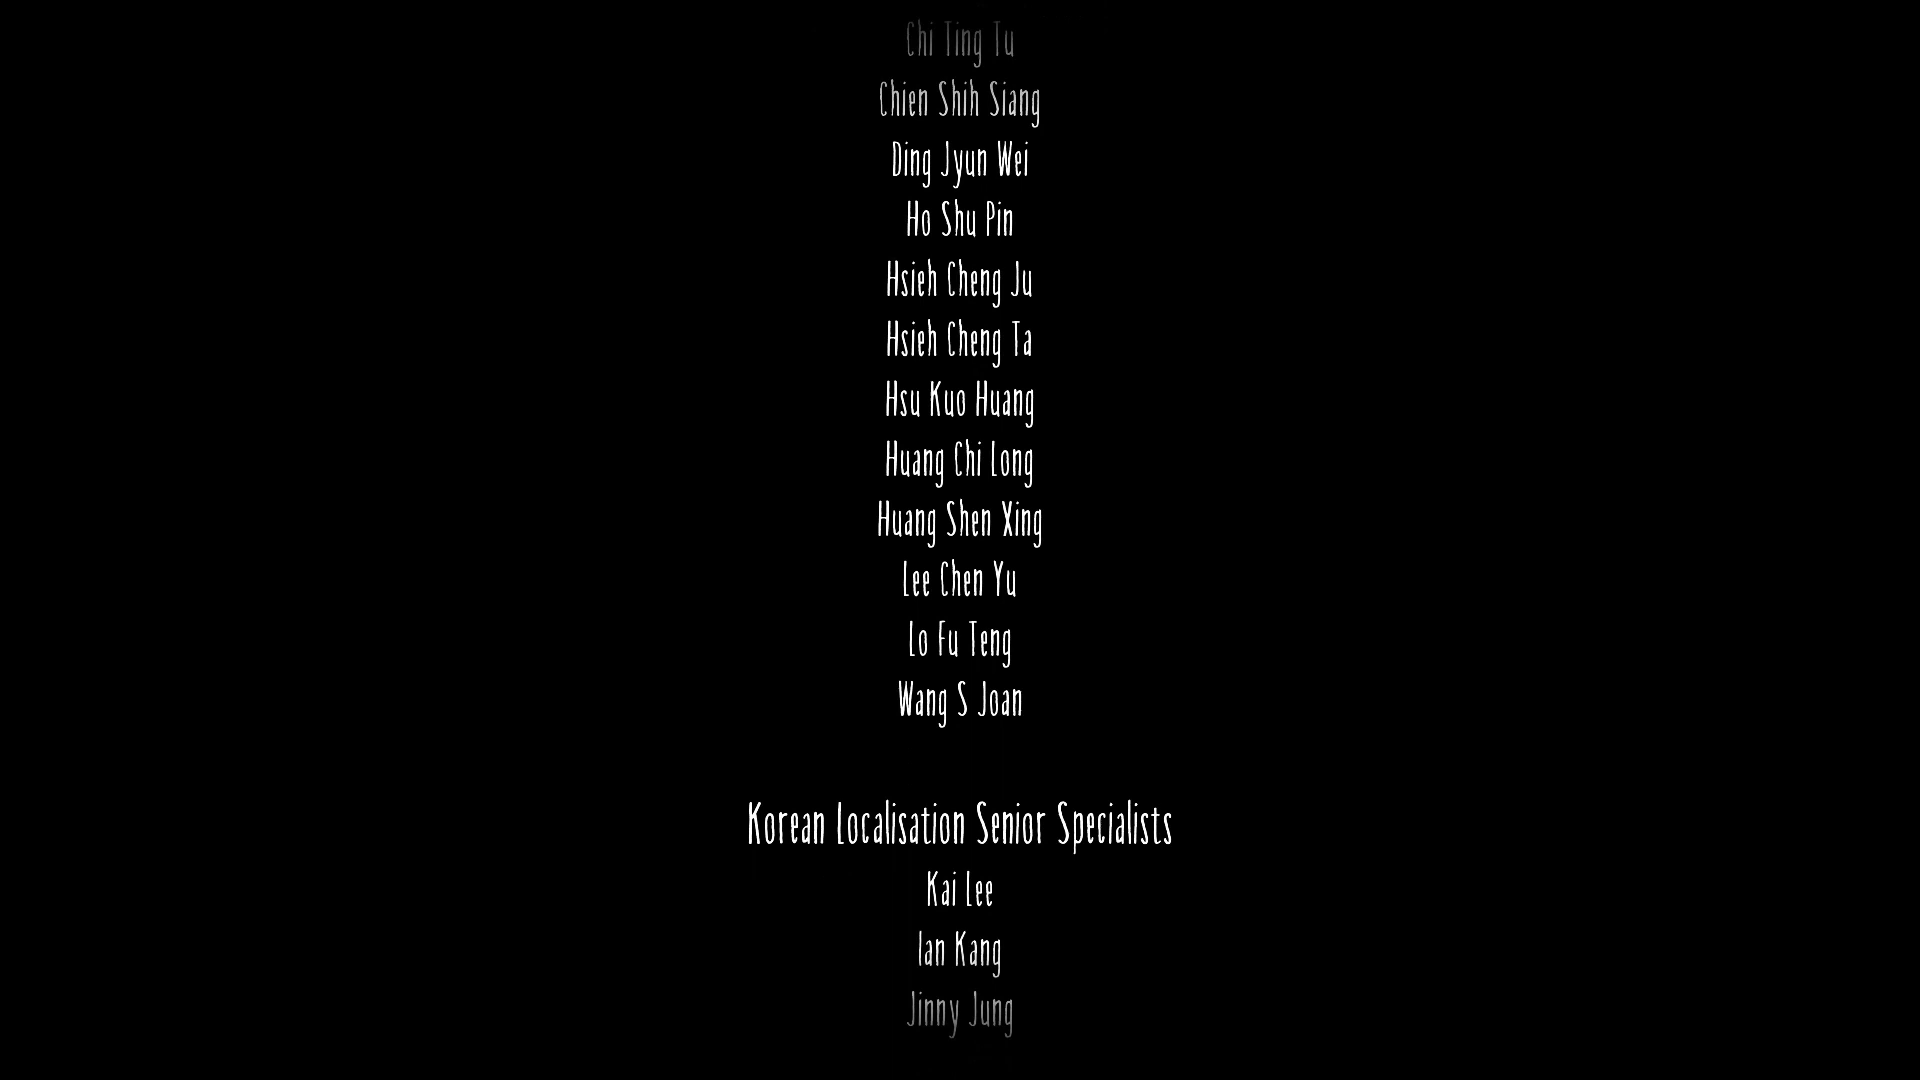 Chi Ting Tu
Chien Shih Siang
Ding Jyun Wei
Ho Shu Pin
Hsieh Cheng Ju
Hsieh Cheng Ta
Hsu Kuo Huang
Huang Chi Long
Huang Shen Xing
Lee Chen Yu
Lo Fu Teng
Wang S Joan
Korean Localisation Senior Specialists
Kai Lee
Ian Kang
Jinny Jung